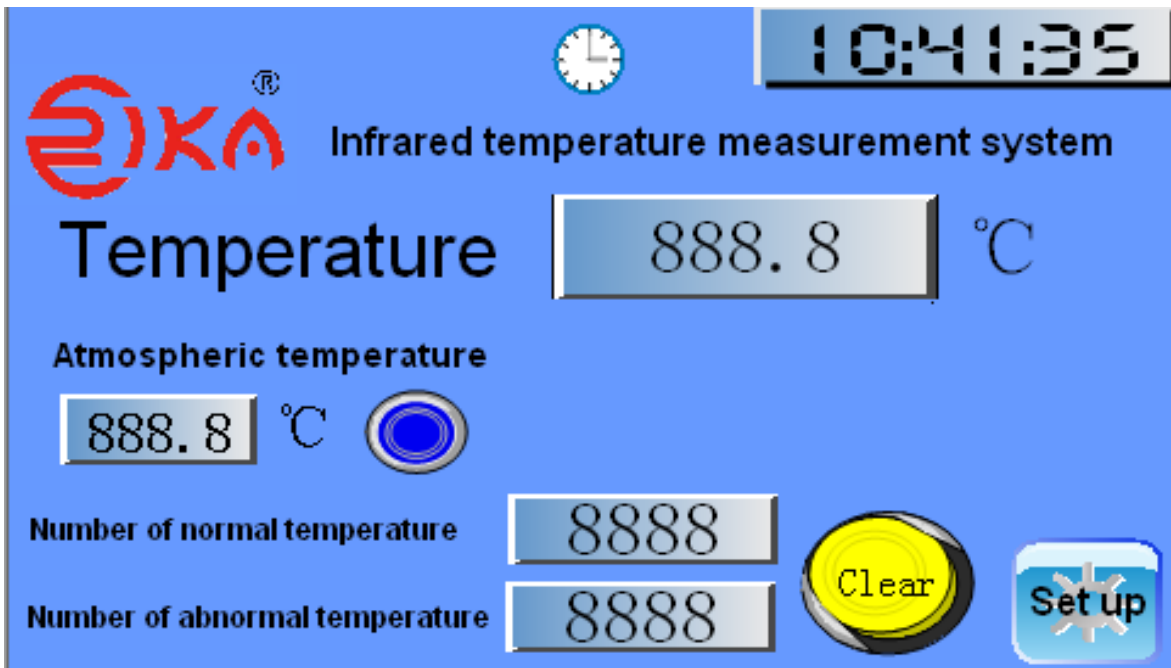 10:41:35
RIKA®
Infrared temperature measurement system
Temperature 888.8 ℃
Atmospheric temperature
888.8 ℃
Number of normal temperature 8888
Number of abnormal temperature 8888
Clear
Set up